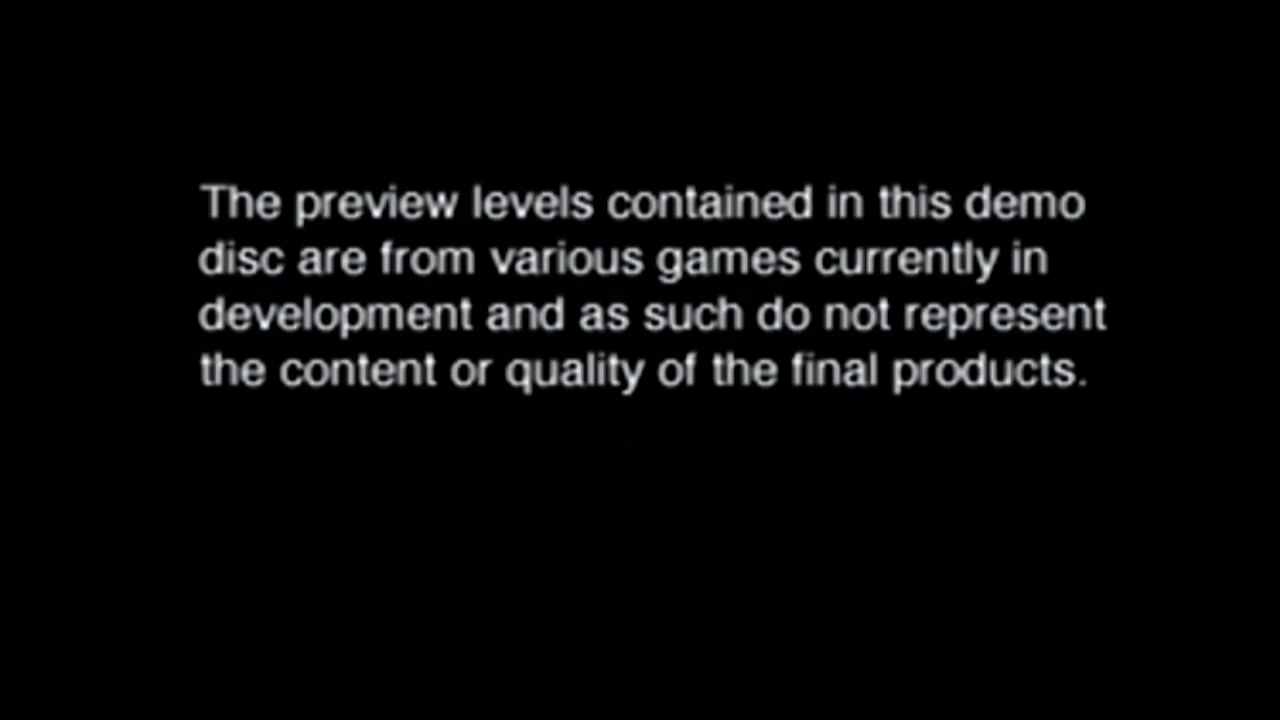 The preview levels contained in this demo
disc are from various games currently in
development and as such do not represent
the content or quality of the final products.